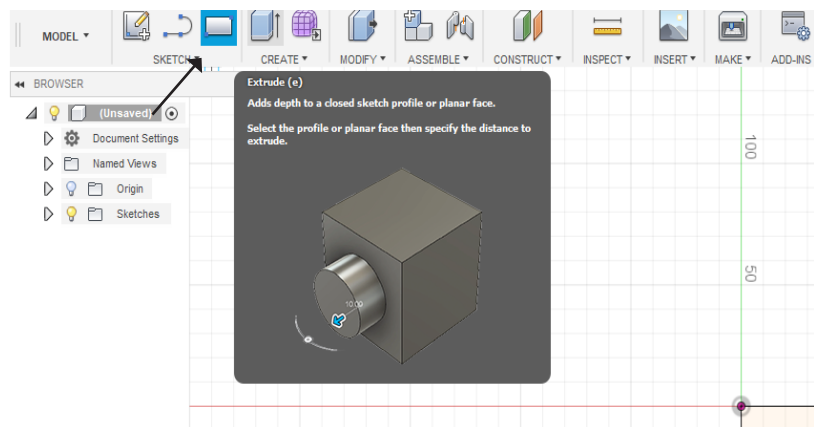 MODEL ▾
SKETCH ▾
CREATE ▾
MODIFY ▾
ASSEMBLE ▾
CONSTRUCT ▾
INSPECT ▾
INSERT ▾
MAKE ▾
ADD-INS
BROWSER
(Unsaved)
Document Settings
Named Views
Origin
Sketches
Extrude (e)
Adds depth to a closed sketch profile or planar face.
Select the profile or planar face then specify the distance to
extrude.
10.00
100
50